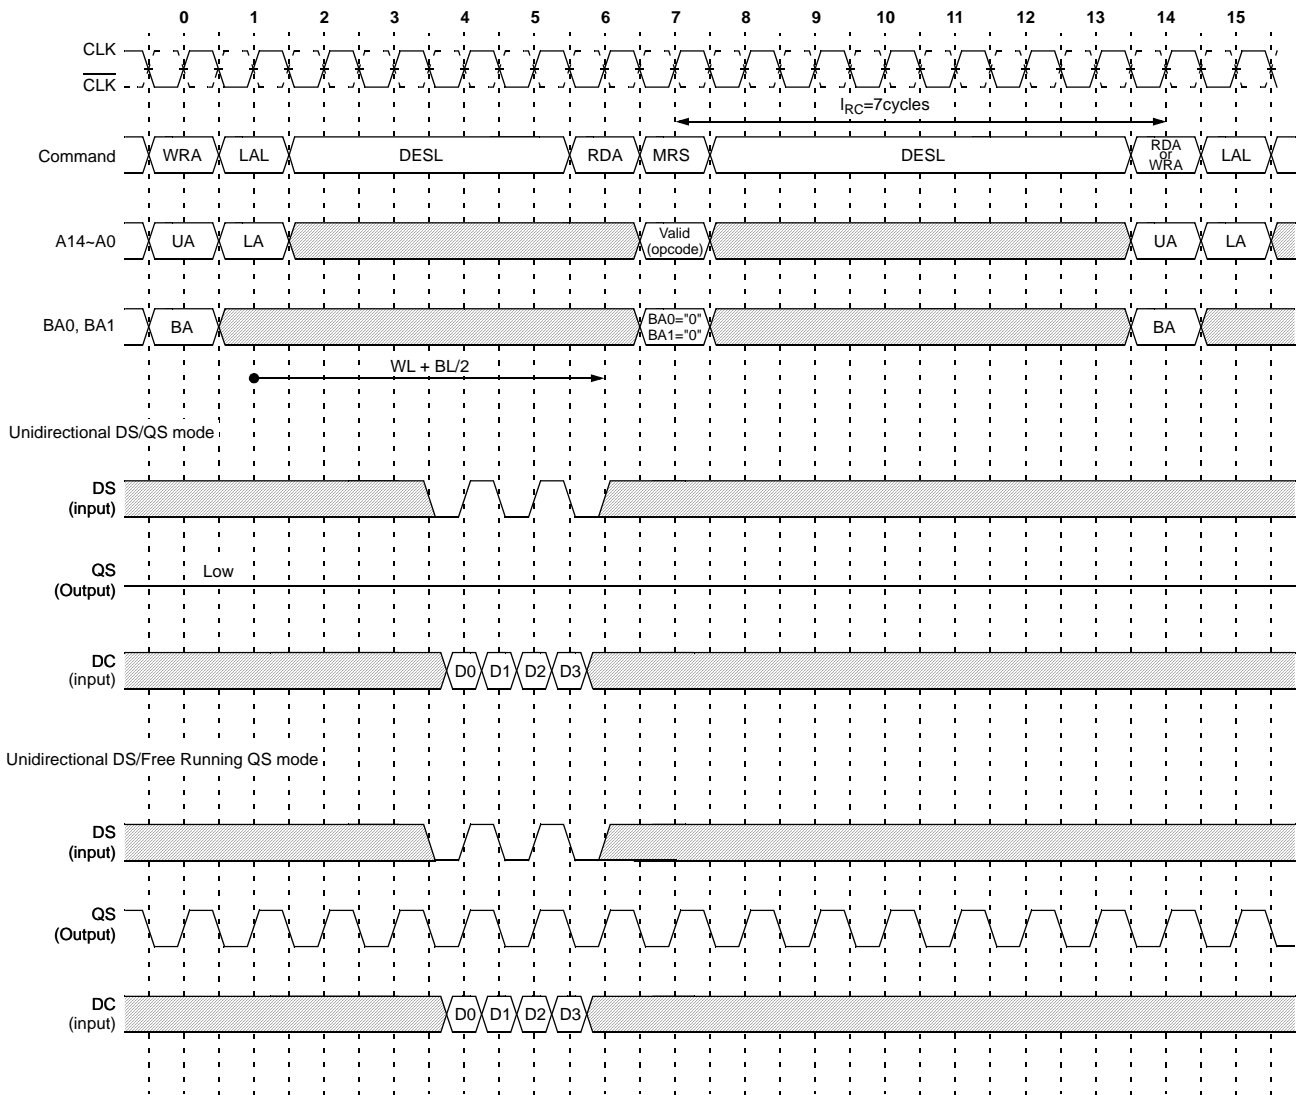 0 1 2 3 4 5 6 7 8 9 10 11 12 13 14 15
CLK
CLK
IRC=7cycles
Command WRA LAL DESL RDA MRS DESL RDA or WRA LAL
A14~A0 UA LA Valid (opcode) UA LA
BA0, BA1 BA BA0="0" BA1="0" BA
WL + BL/2
Unidirectional DS/QS mode
DS
(input)
QS
Low
(Output)
DC
(input)
D0 D1 D2 D3
Unidirectional DS/Free Running QS mode
DS
(input)
QS
(Output)
DC
(input)
D0 D1 D2 D3